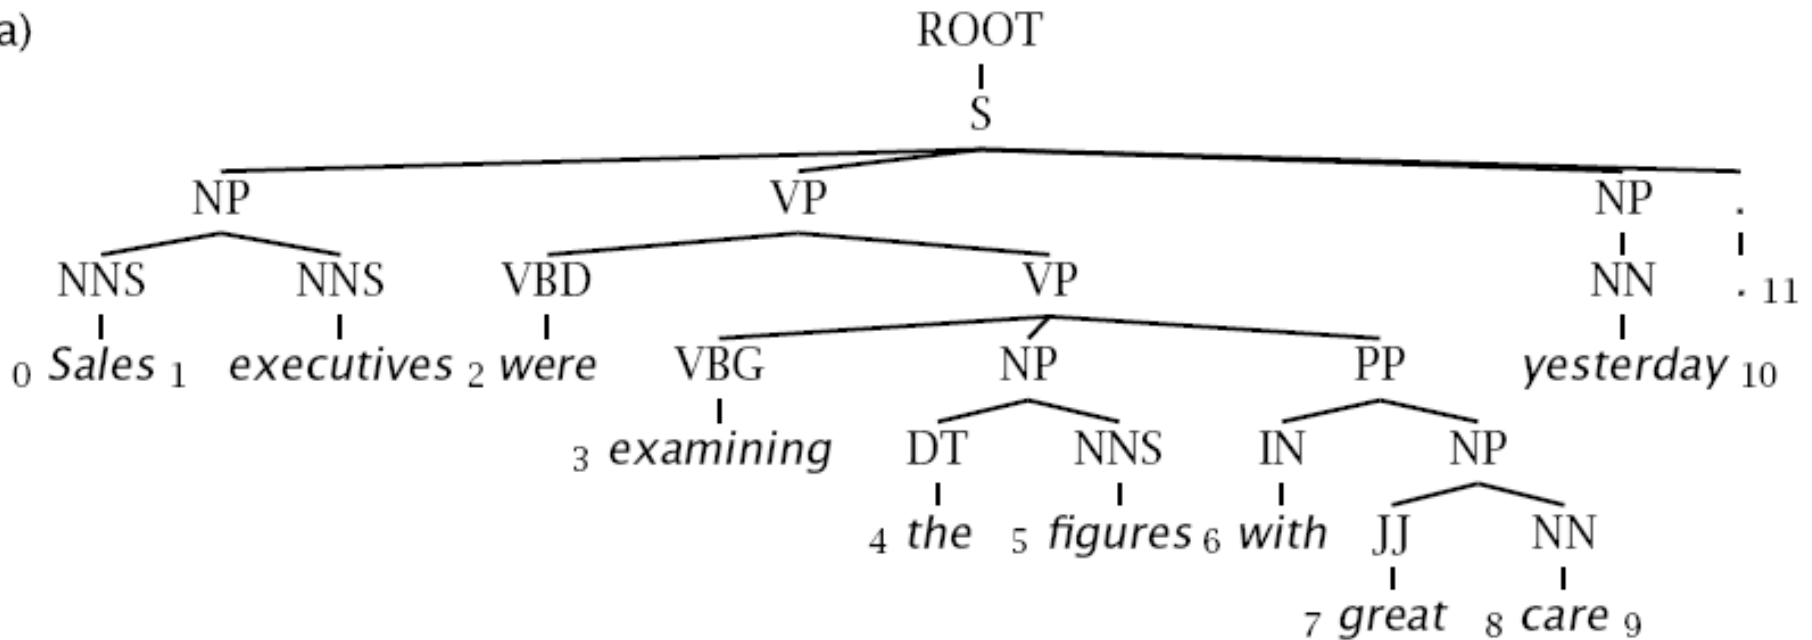 a) ROOT
S
NP VP NP .
NNS NNS VBD VP NN . 11
0 Sales 1 executives 2 were VBG NP PP yesterday 10
3 examining DT NNS IN NP
4 the 5 figures 6 with JJ NN
7 great 8 care 9